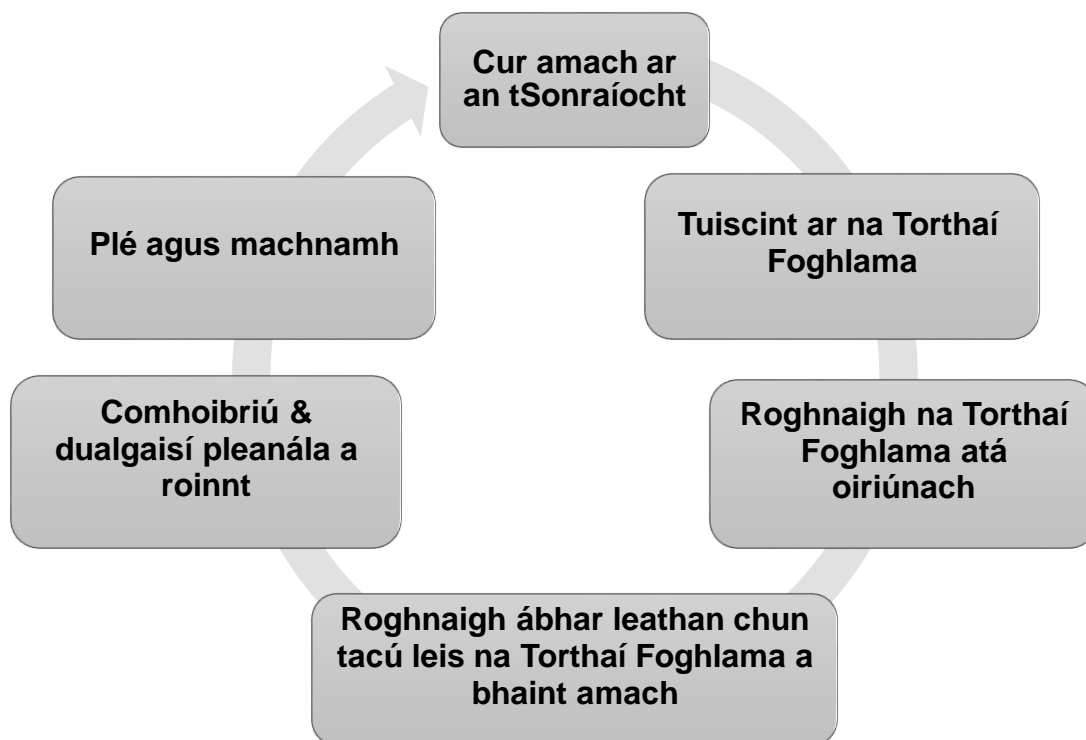 Cur amach ar
an tSonraíocht
Tuiscint ar na Torthaí
Foghlama
Roghnaigh na Torthaí
Foghlama atá
oiriúnach
Roghnaigh ábhar leathan chun
tacú leis na Torthaí Foghlama a
bhaint amach
Comhoibriú &
dualgaisí pleanála a
roinnt
Plé agus machnamh